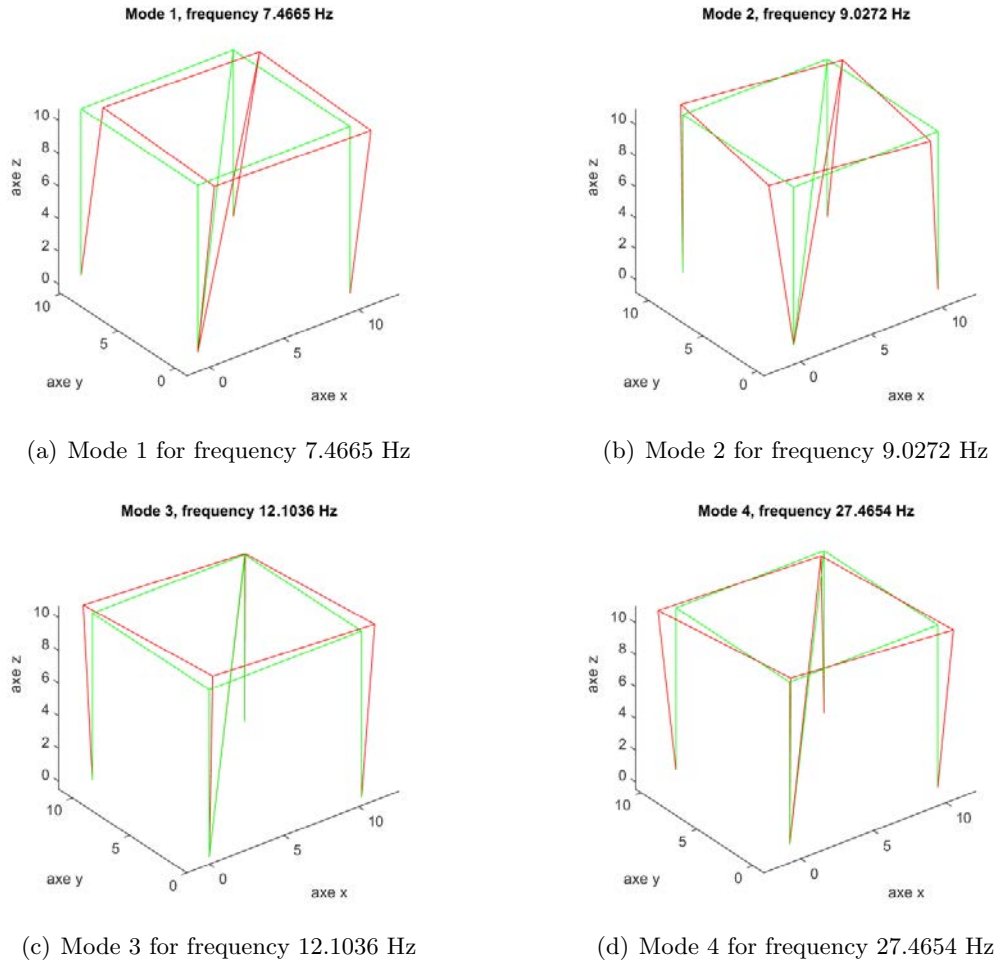 Mode 1, frequency 7.4665 Hz
10
8
6
4
2
0
axe z
10
5
0
axe y
0
5
10
axe x
(a) Mode 1 for frequency 7.4665 Hz
Mode 2, frequency 9.0272 Hz
10
8
6
4
2
0
axe z
10
5
0
axe y
0
5
10
axe x
(b) Mode 2 for frequency 9.0272 Hz
Mode 3, frequency 12.1036 Hz
10
8
6
4
2
0
axe z
10
5
0
axe y
0
5
10
axe x
(c) Mode 3 for frequency 12.1036 Hz
Mode 4, frequency 27.4654 Hz
10
8
6
4
2
0
axe z
10
5
0
axe y
0
5
10
axe x
(d) Mode 4 for frequency 27.4654 Hz